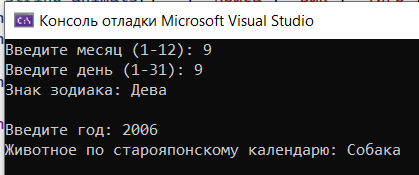 Консоль отладки Microsoft Visual Studio
Введите месяц (1-12): 9
Введите день (1-31): 9
Знак зодиака: Дева
Введите год: 2006
Животное по старояпонскому календарю: Собака